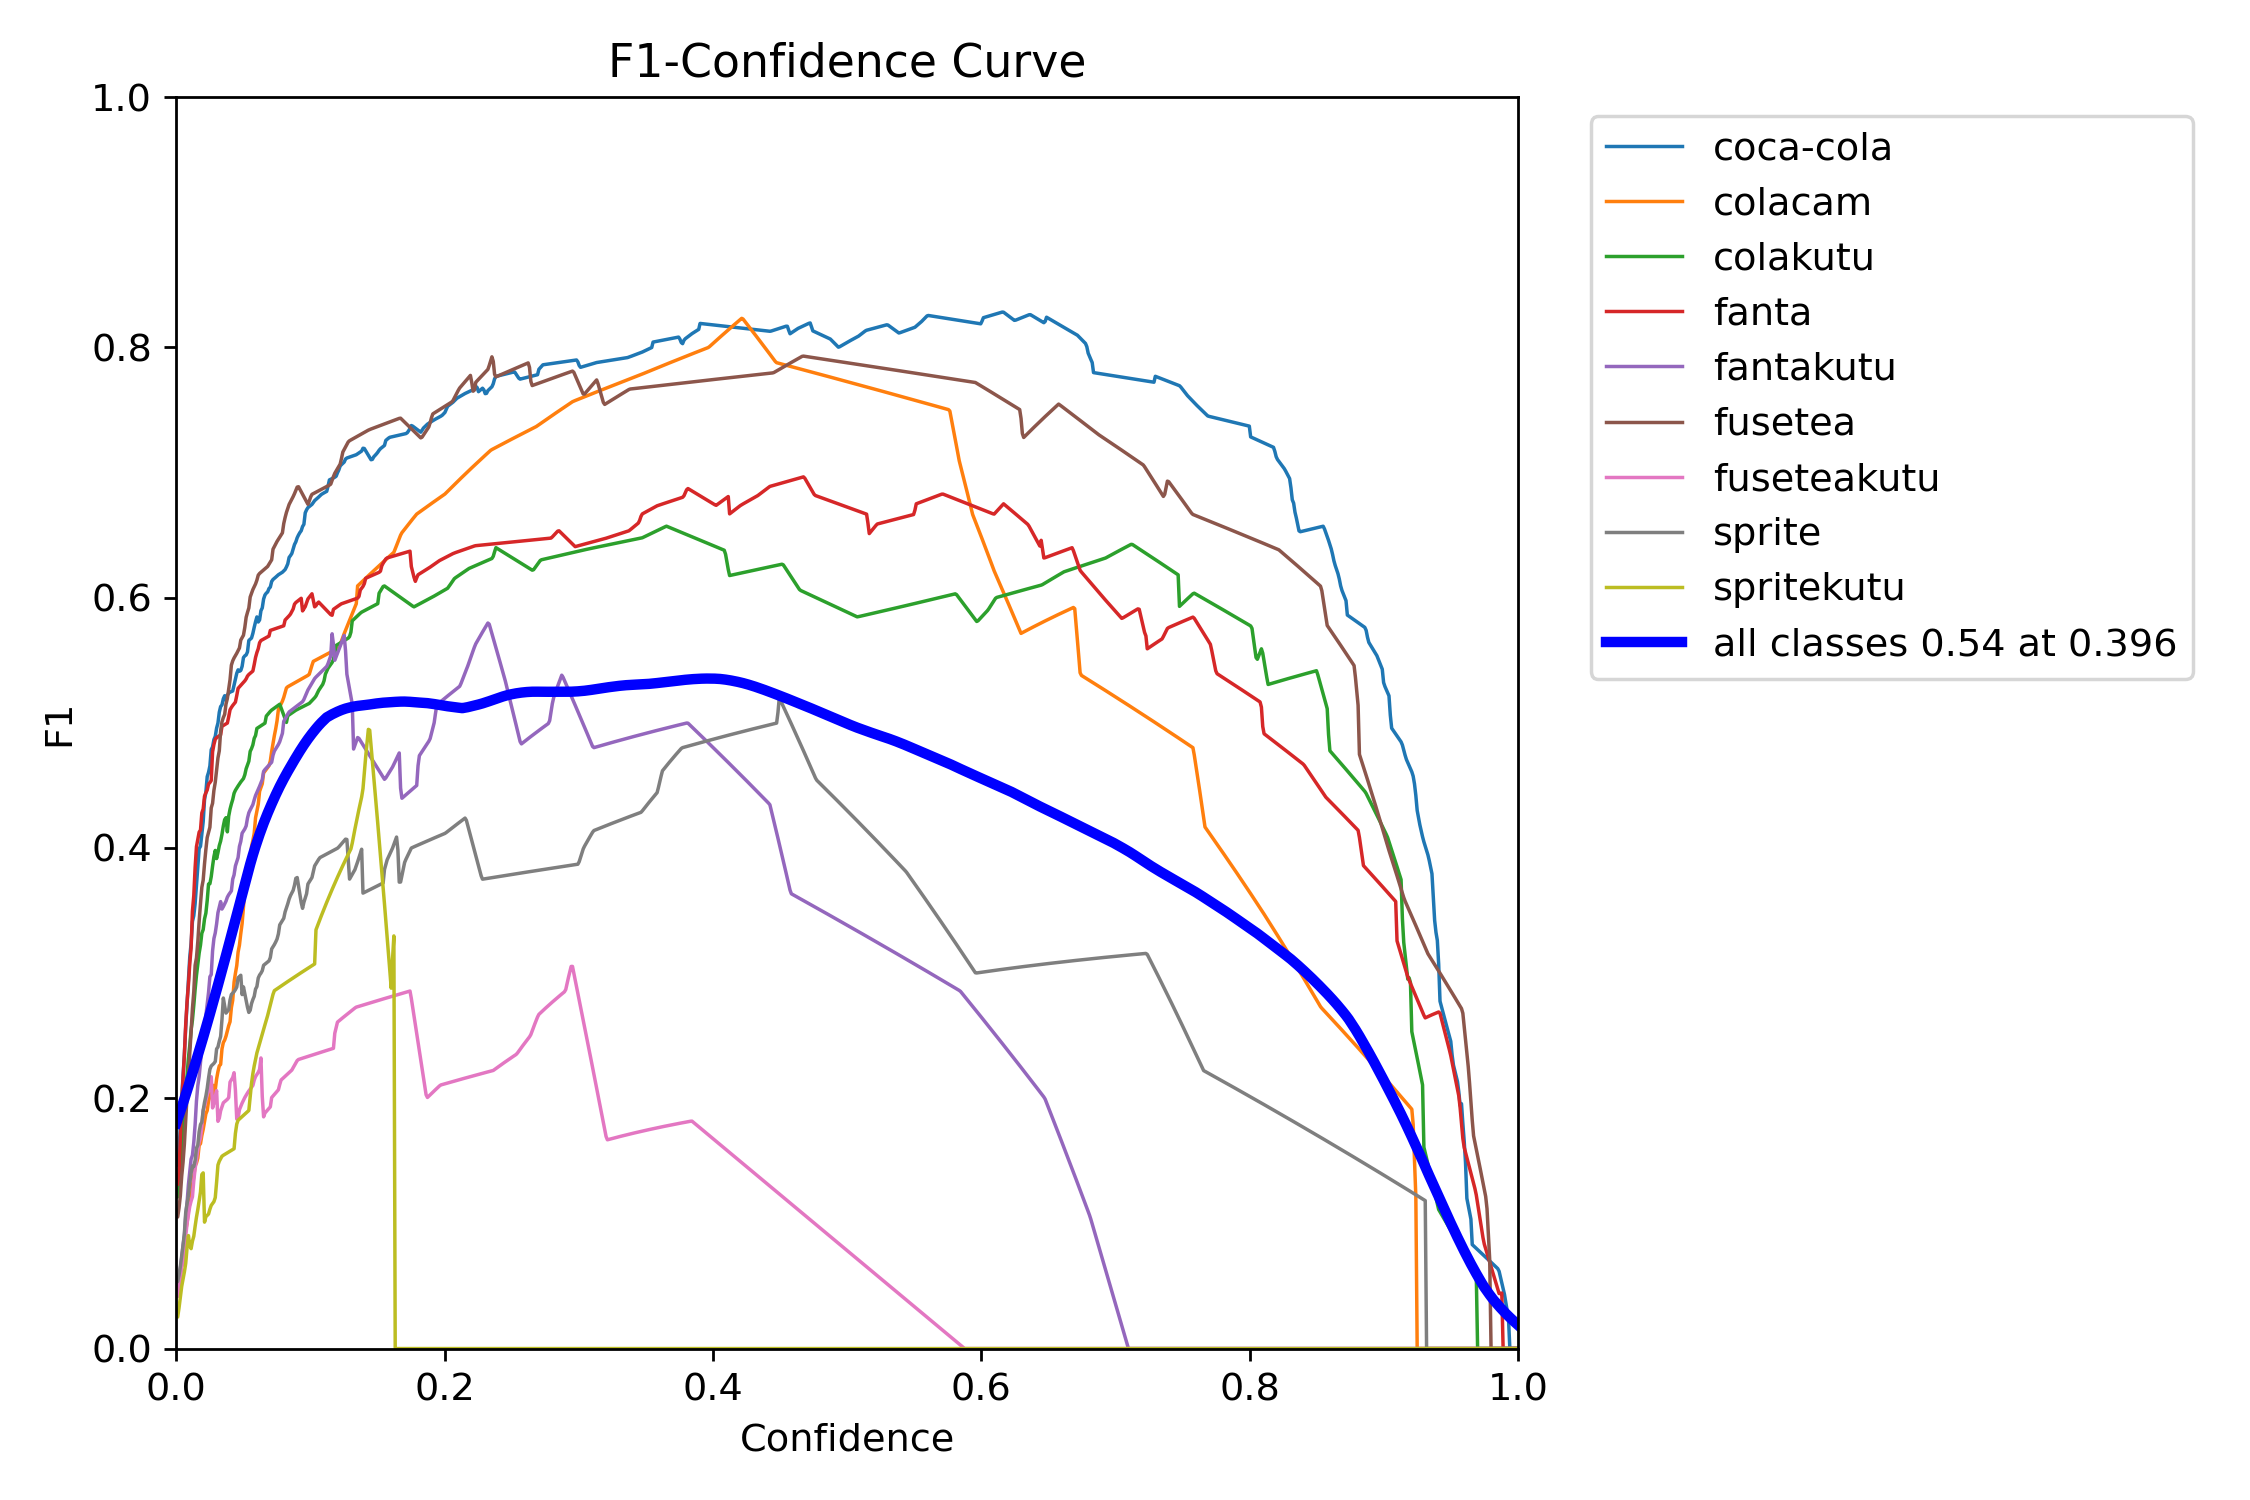 F1-Confidence Curve
1.0
0.8
0.6
0.4
0.2
0.0
F1
0.0 0.2 0.4 0.6 0.8 1.0
Confidence
coca-cola
colacam
colakutu
fanta
fantakutu
fusetea
fuseteakutu
sprite
spritekutu
all classes 0.54 at 0.396